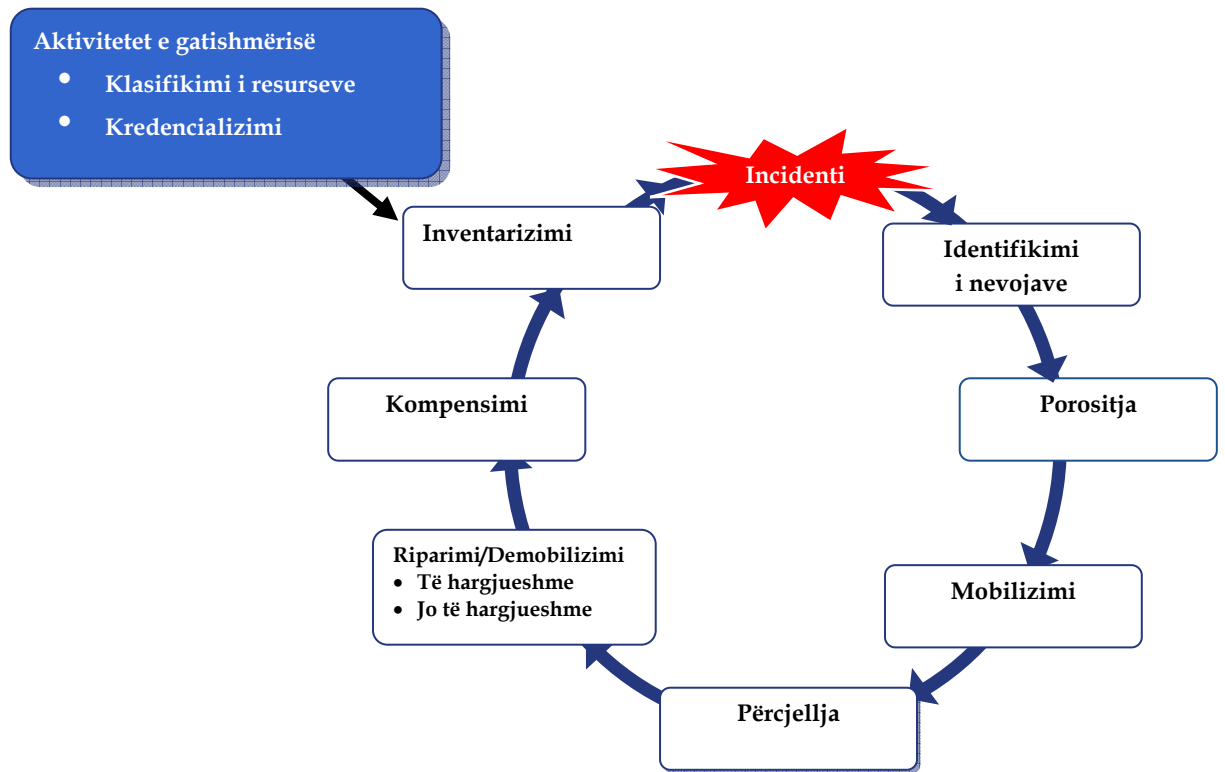 Aktivitetet e gatishmërisë
• Klasifikimi i resurseve
• Kredencializimi
Incidenti
Inventarizimi
Identifikimi
i nevojave
Kompensimi
Porositja
Riparimi/Demobilizimi
• Të hargjueshme
• Jo të hargjueshme
Mobilizimi
Përcjellja